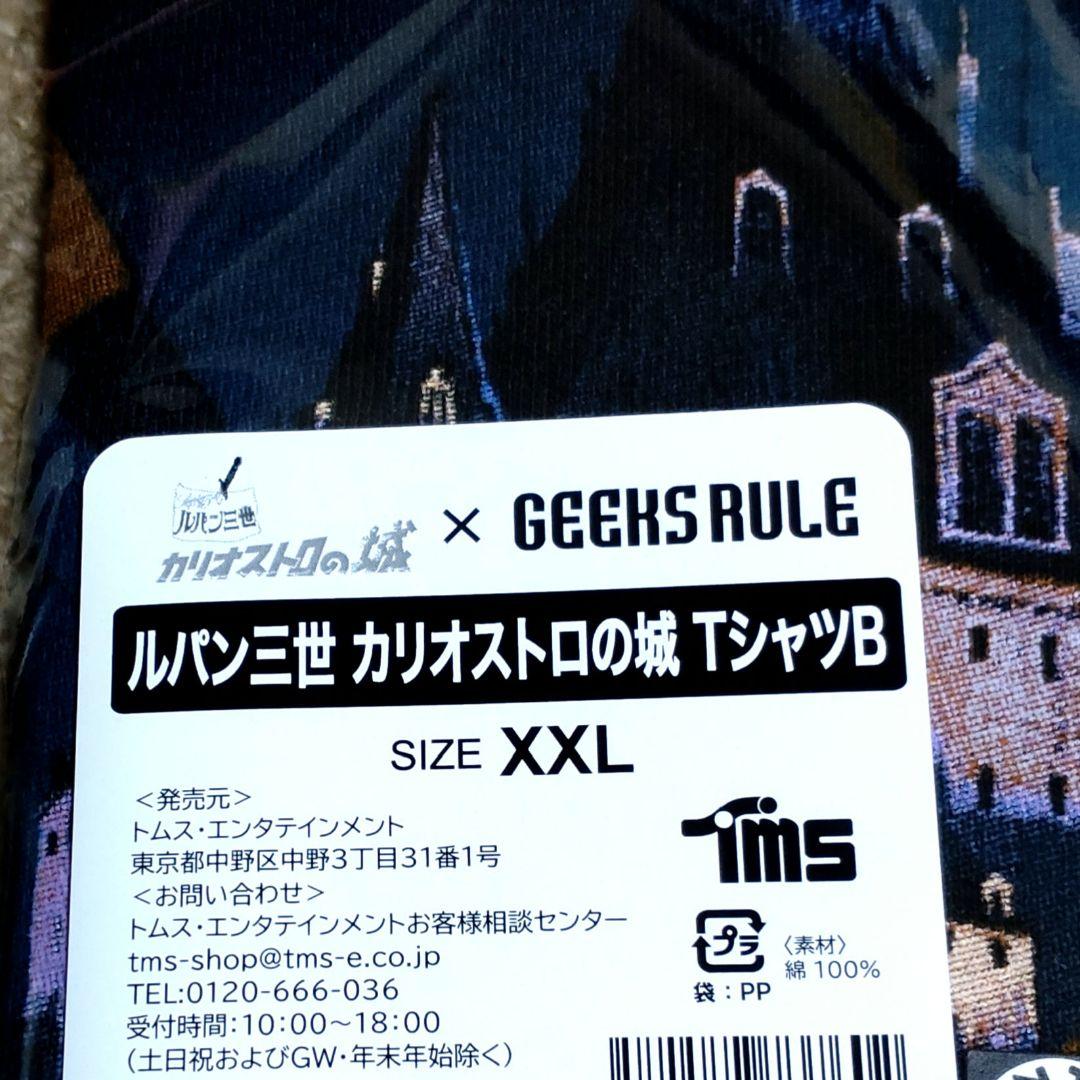 ルパン三世
カリオストロの城 × GEEKS RULE
ルパン三世 カリオストロの城 TシャツB
SIZE XXL
＜発売元＞
トムス・エンタテインメント
東京都中野区中野3丁目31番1号
＜お問い合わせ＞
トムス・エンタテインメントお客様相談センター
tms-shop@tms-e.co.jp
TEL:0120-666-036
受付時間：10：00～18：00
(土日祝およびGW・年末年始除く)
Tms
プラ
袋：PP
〈素材〉
綿 100%